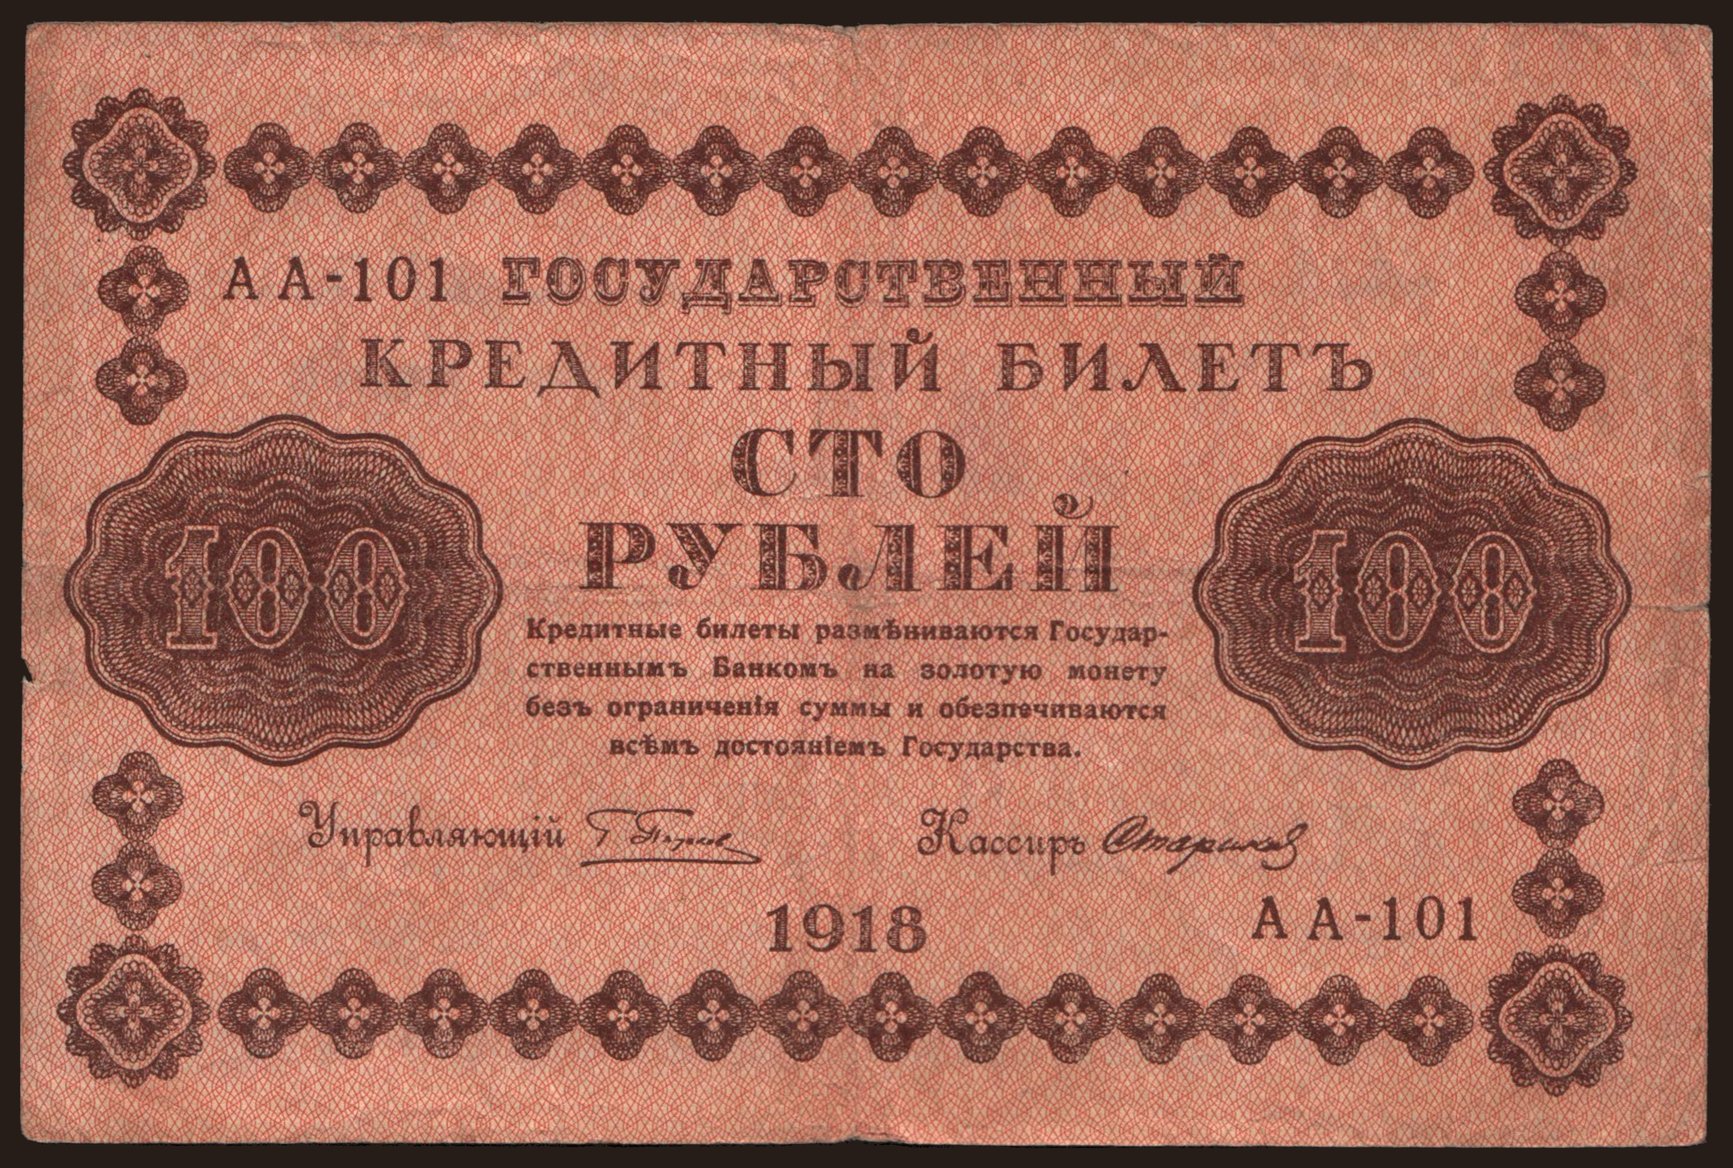 АА-101 ГОСУДАРСТВЕННЫЙ
КРЕДИТНЫЙ БИЛЕТЪ
СТО
РУБЛЕЙ
100
100
Кредитные билеты размѣниваются Государ-
ственнымъ Банкомъ на золотую монету
безъ ограниченія суммы и обезпечиваются
всѣмъ достояніемъ Государства.
Управляющій
Кассиръ
1918
АА-101